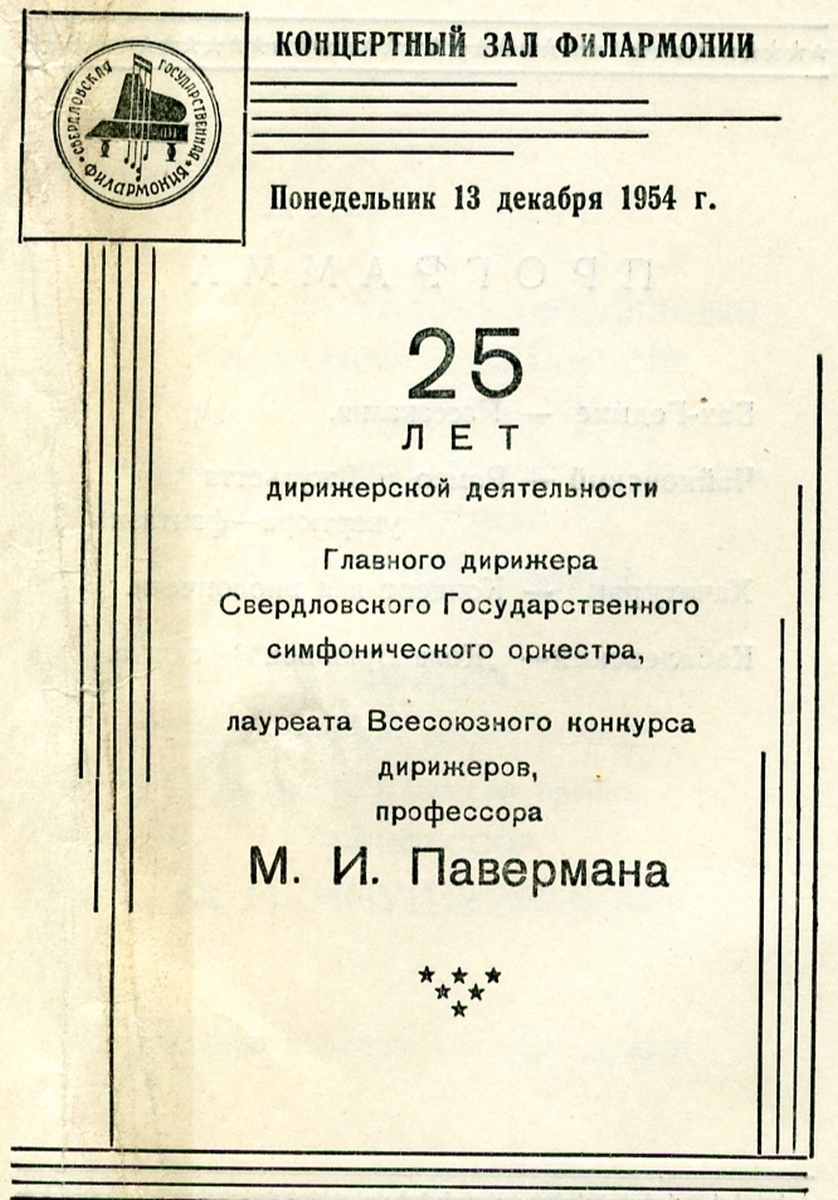 СВЕРДЛОВСКАЯ ГОСУДАРСТВЕННАЯ
ФИЛАРМОНИЯ
КОНЦЕРТНЫЙ ЗАЛ ФИЛАРМОНИИ
Понедельник 13 декабря 1954 г.
ПРОГРАММА
25
ЛЕТ
дирижерской деятельности
Главного дирижера
Свердловского Государственного
симфонического оркестра,
лауреата Всесоюзного конкурса
дирижеров,
профессора
М. И. Павермана